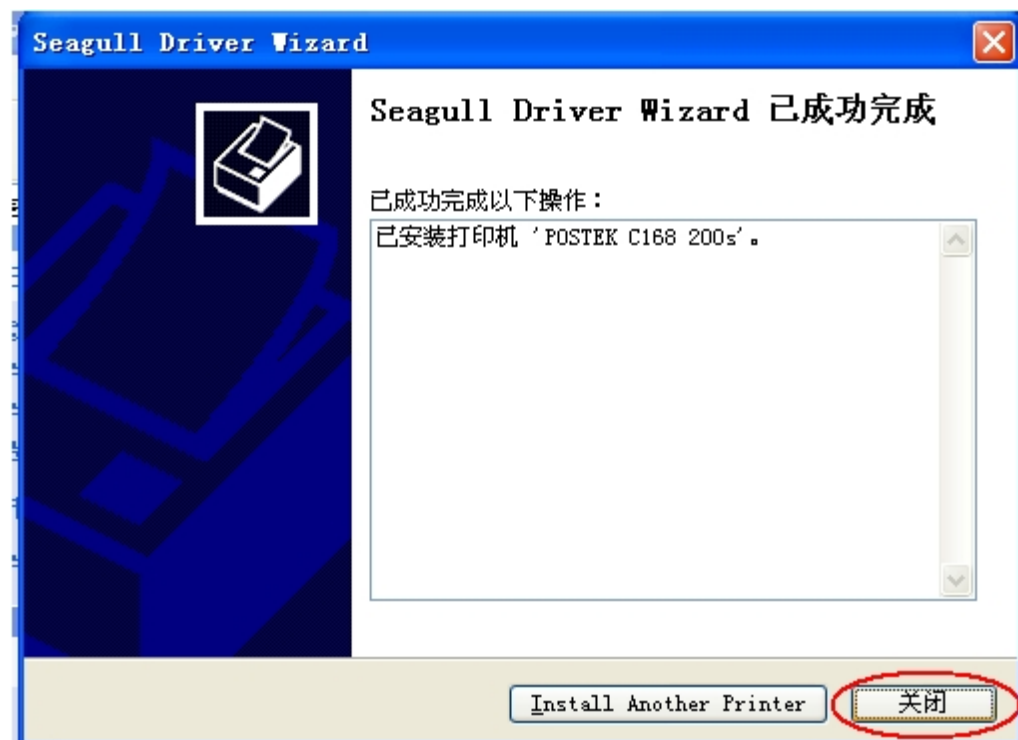 Seagull Driver Wizard
Seagull Driver Wizard 已成功完成
已成功完成以下操作：
已安装打印机 'POSTEK C168 200s'。
Install Another Printer
关闭